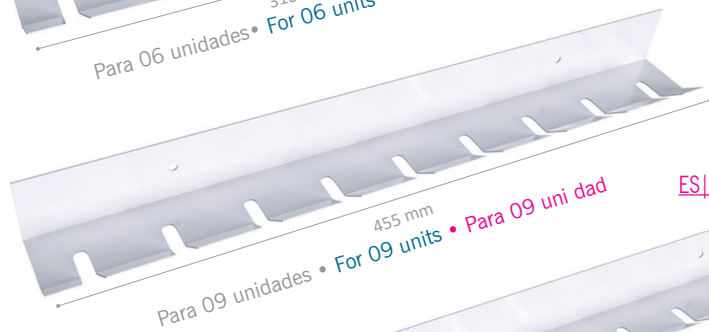 Para 06 unidades • For 06 units
455 mm
Para 09 unidades • For 09 units • Para 09 uni dad
ES|